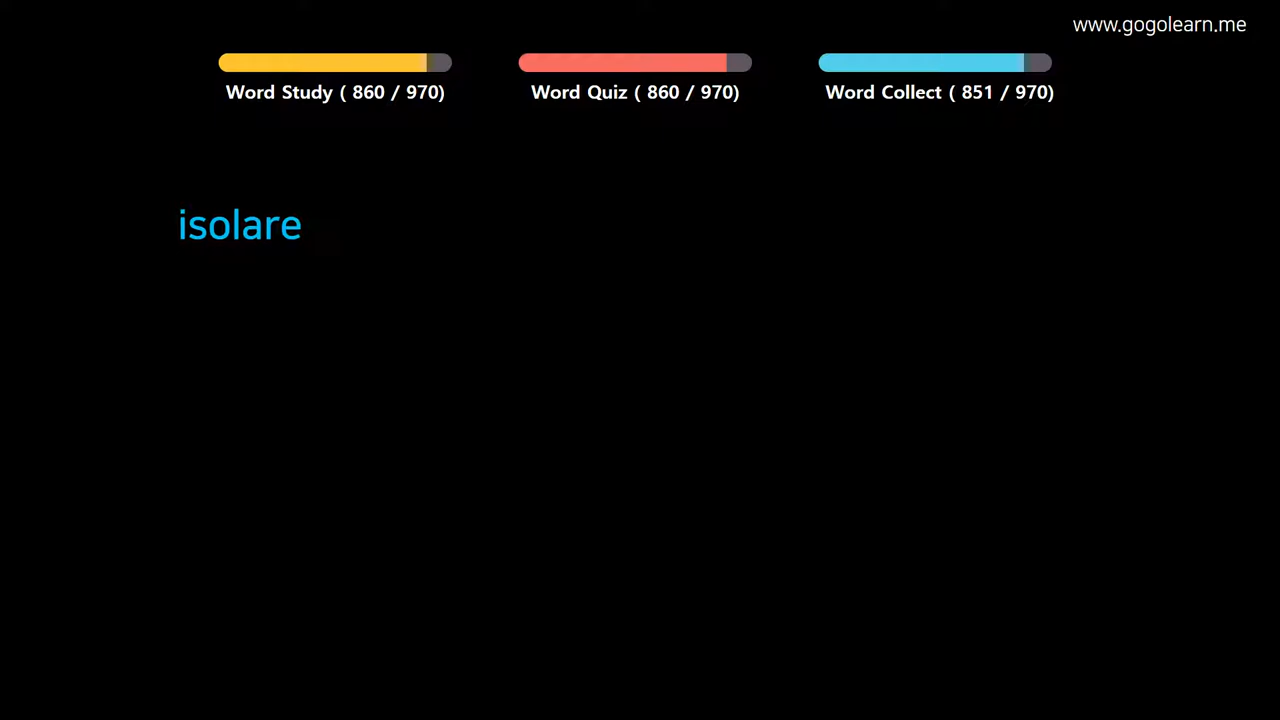 www.gogolearn.me
Word Study ( 860 / 970)
Word Quiz ( 860 / 970)
Word Collect ( 851 / 970)
isolare